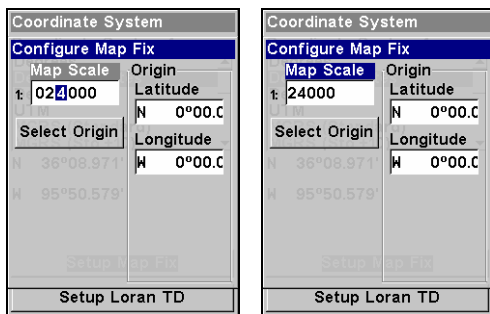 Coordinate System
Configure Map Fix
Map Scale
1: 024000
Select Origin
Origin
Latitude
N 0°00.0
Longitude
W 0°00.0
N 36°08.971'
W 95°50.579'
Setup Map Fix
Setup Loran TD
Coordinate System
Configure Map Fix
Map Scale
1: 24000
Select Origin
Origin
Latitude
N 0°00.0
Longitude
W 0°00.0
N 36°08.971'
W 95°50.579'
Setup Map Fix
Setup Loran TD